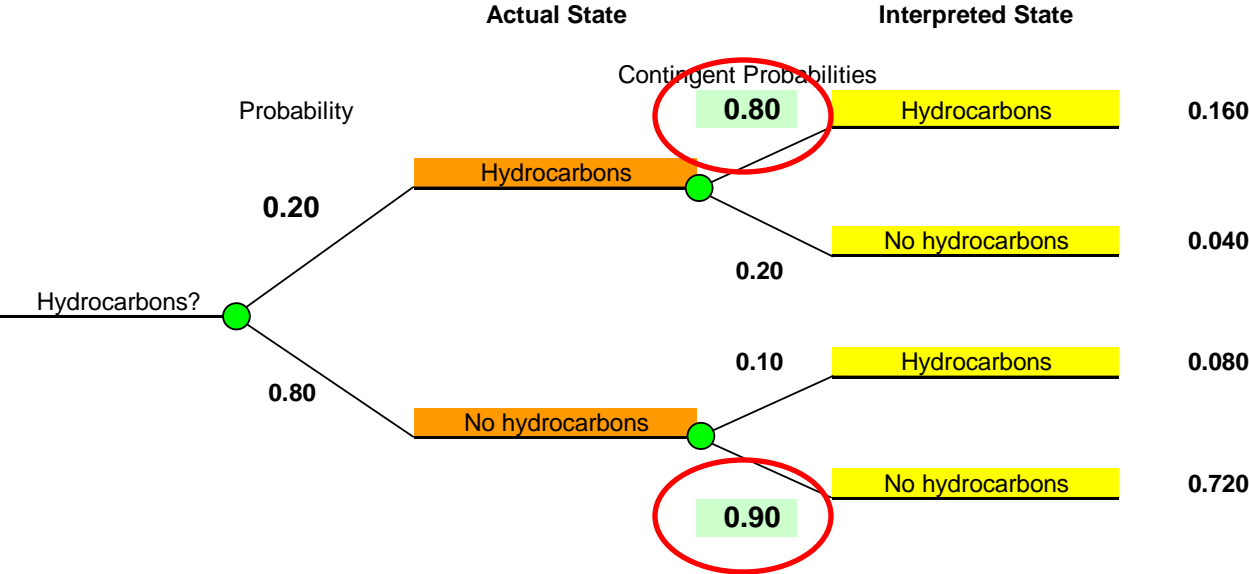 Actual State Interpreted State
Contingent Probabilities
Probability 0.80 Hydrocarbons 0.160
Hydrocarbons
0.20
No hydrocarbons 0.040
0.20
Hydrocarbons?
0.10 Hydrocarbons 0.080
0.80
No hydrocarbons
No hydrocarbons 0.720
0.90